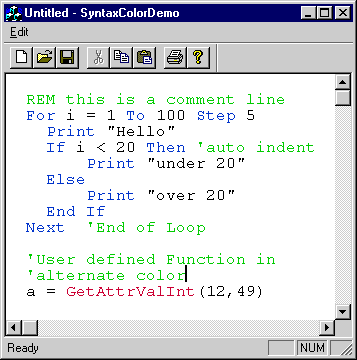 Untitled - SyntaxColorDemo
Edit
REM this is a comment line
For i = 1 To 100 Step 5
Print "Hello"
If i < 20 Then 'auto indent
Print "under 20"
Else
Print "over 20"
End If
Next 'End of Loop
'User defined Function in
'alternate color
a = GetAttrValInt(12,49)
Ready NUM